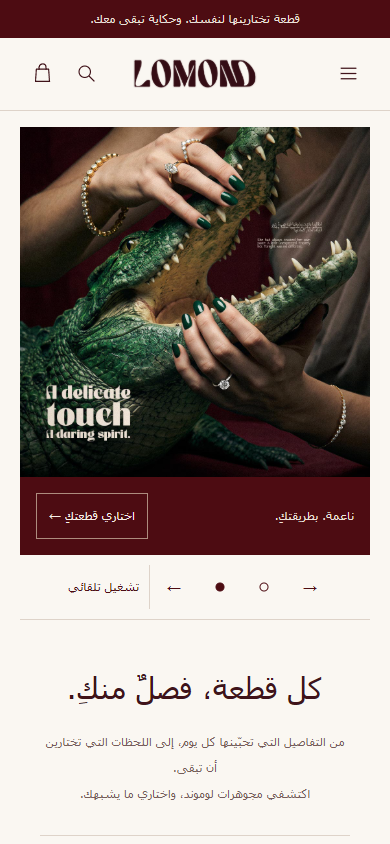 قطعة تختارينها لنفسك. وحكاية تبقى معك.
LOMOND
A delicate
touch
A daring spirit.
ناعمة. بطريقتكِ.
اختاري قطعتكِ ←
→
←
تشغيل تلقائي
كل قطعة، فصلٌ منكِ.
من التفاصيل التي تحبّينها كل يوم، إلى اللحظات التي تختارين
أن تبقى.
اكتشفي مجوهرات لوموند، واختاري ما يشبهك.